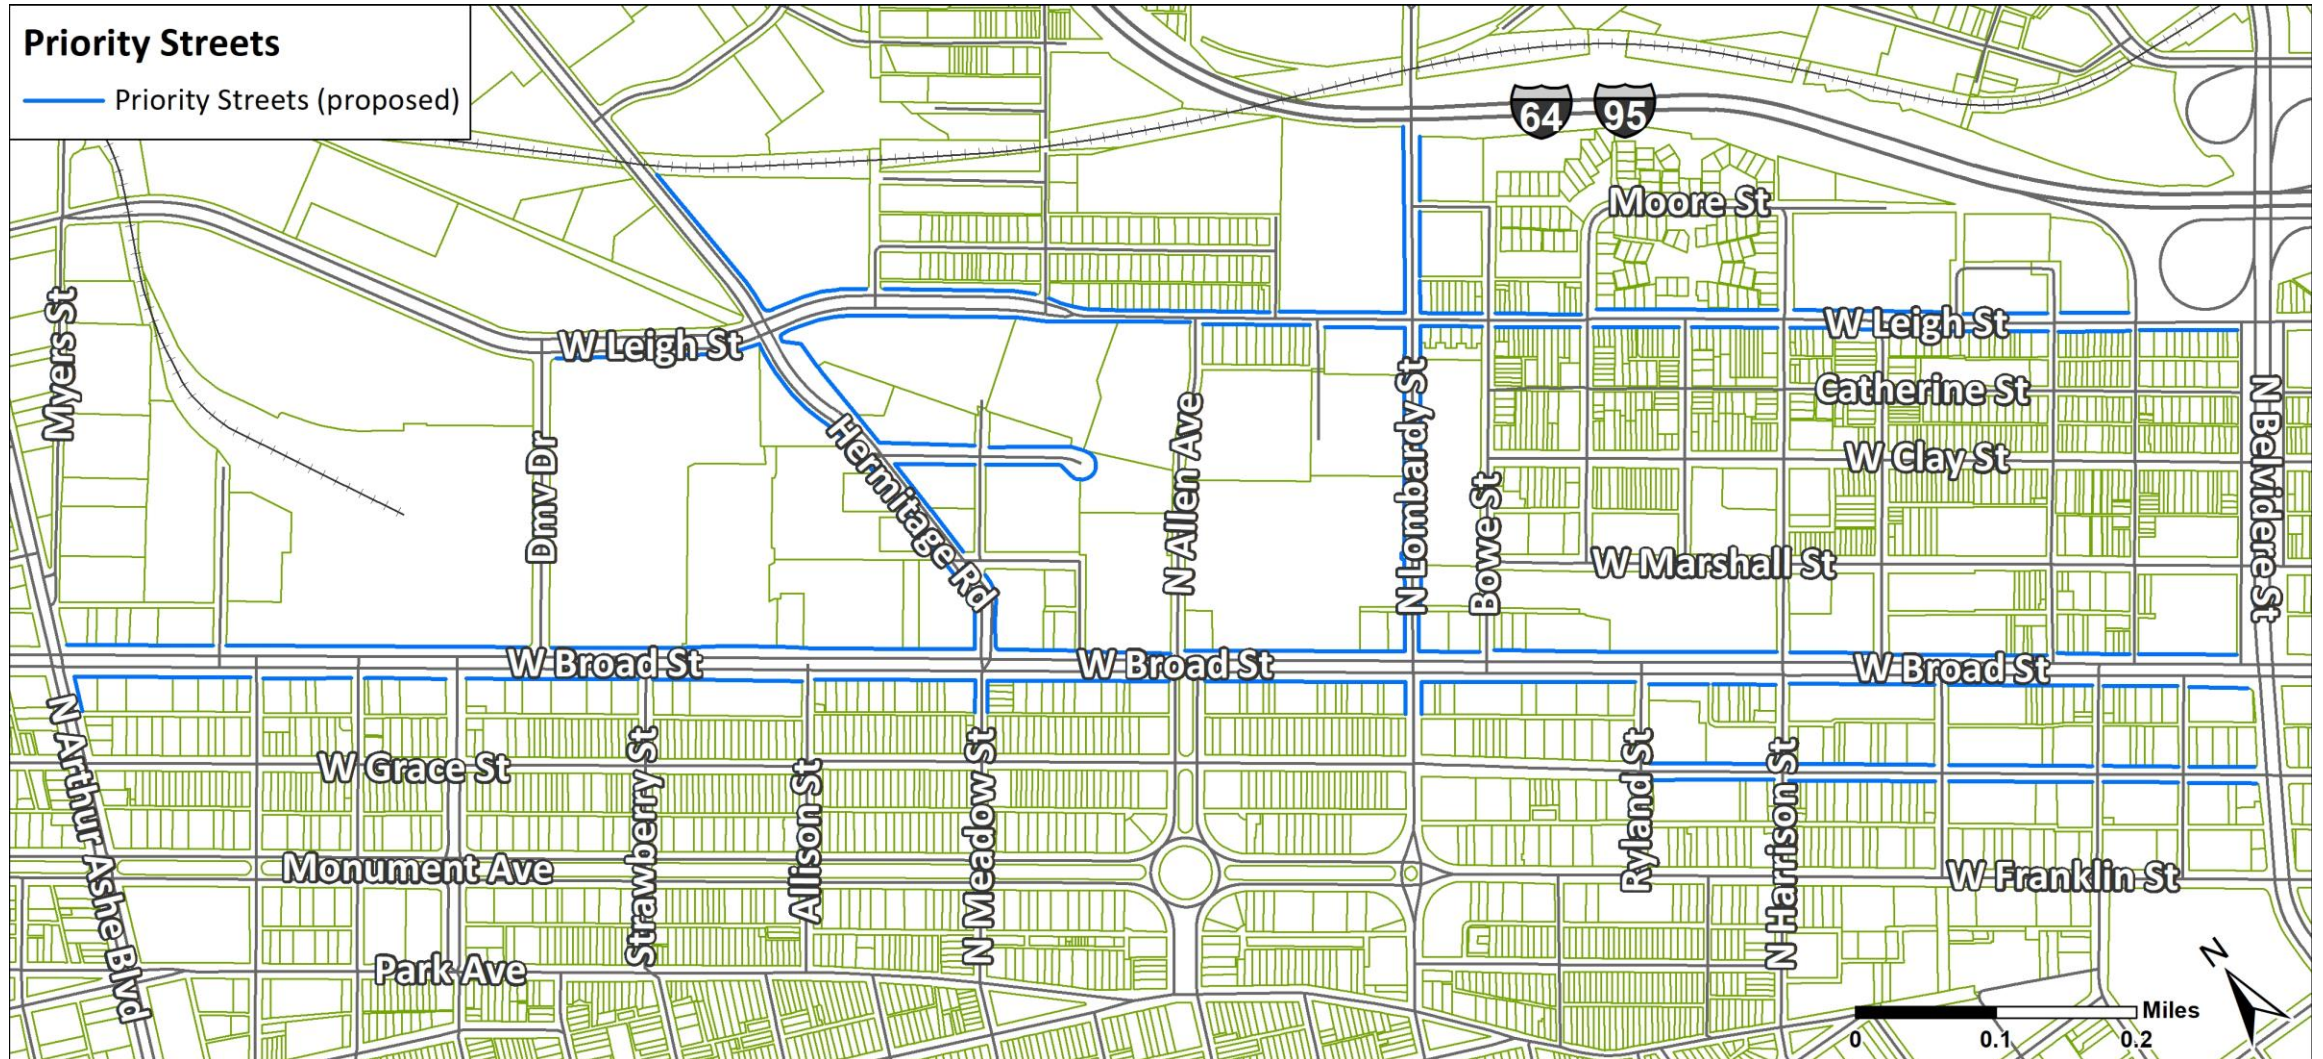 Priority Streets
Priority Streets (proposed)
64
95
Moore St
Myers St
W Leigh St
W Leigh St
Catherine St
W Clay St
Dmv Dr
Hermitage Rd
N Allen Ave
N Lombardy St
Bowe St
W Marshall St
N Belvidere St
W Broad St
W Broad St
W Broad St
N Arthur Ashe Blvd
W Grace St
Strawberry St
Allison St
N Meadow St
Ryland St
N Harrison St
Monument Ave
W Franklin St
Park Ave
N
Miles
0
0.1
0.2